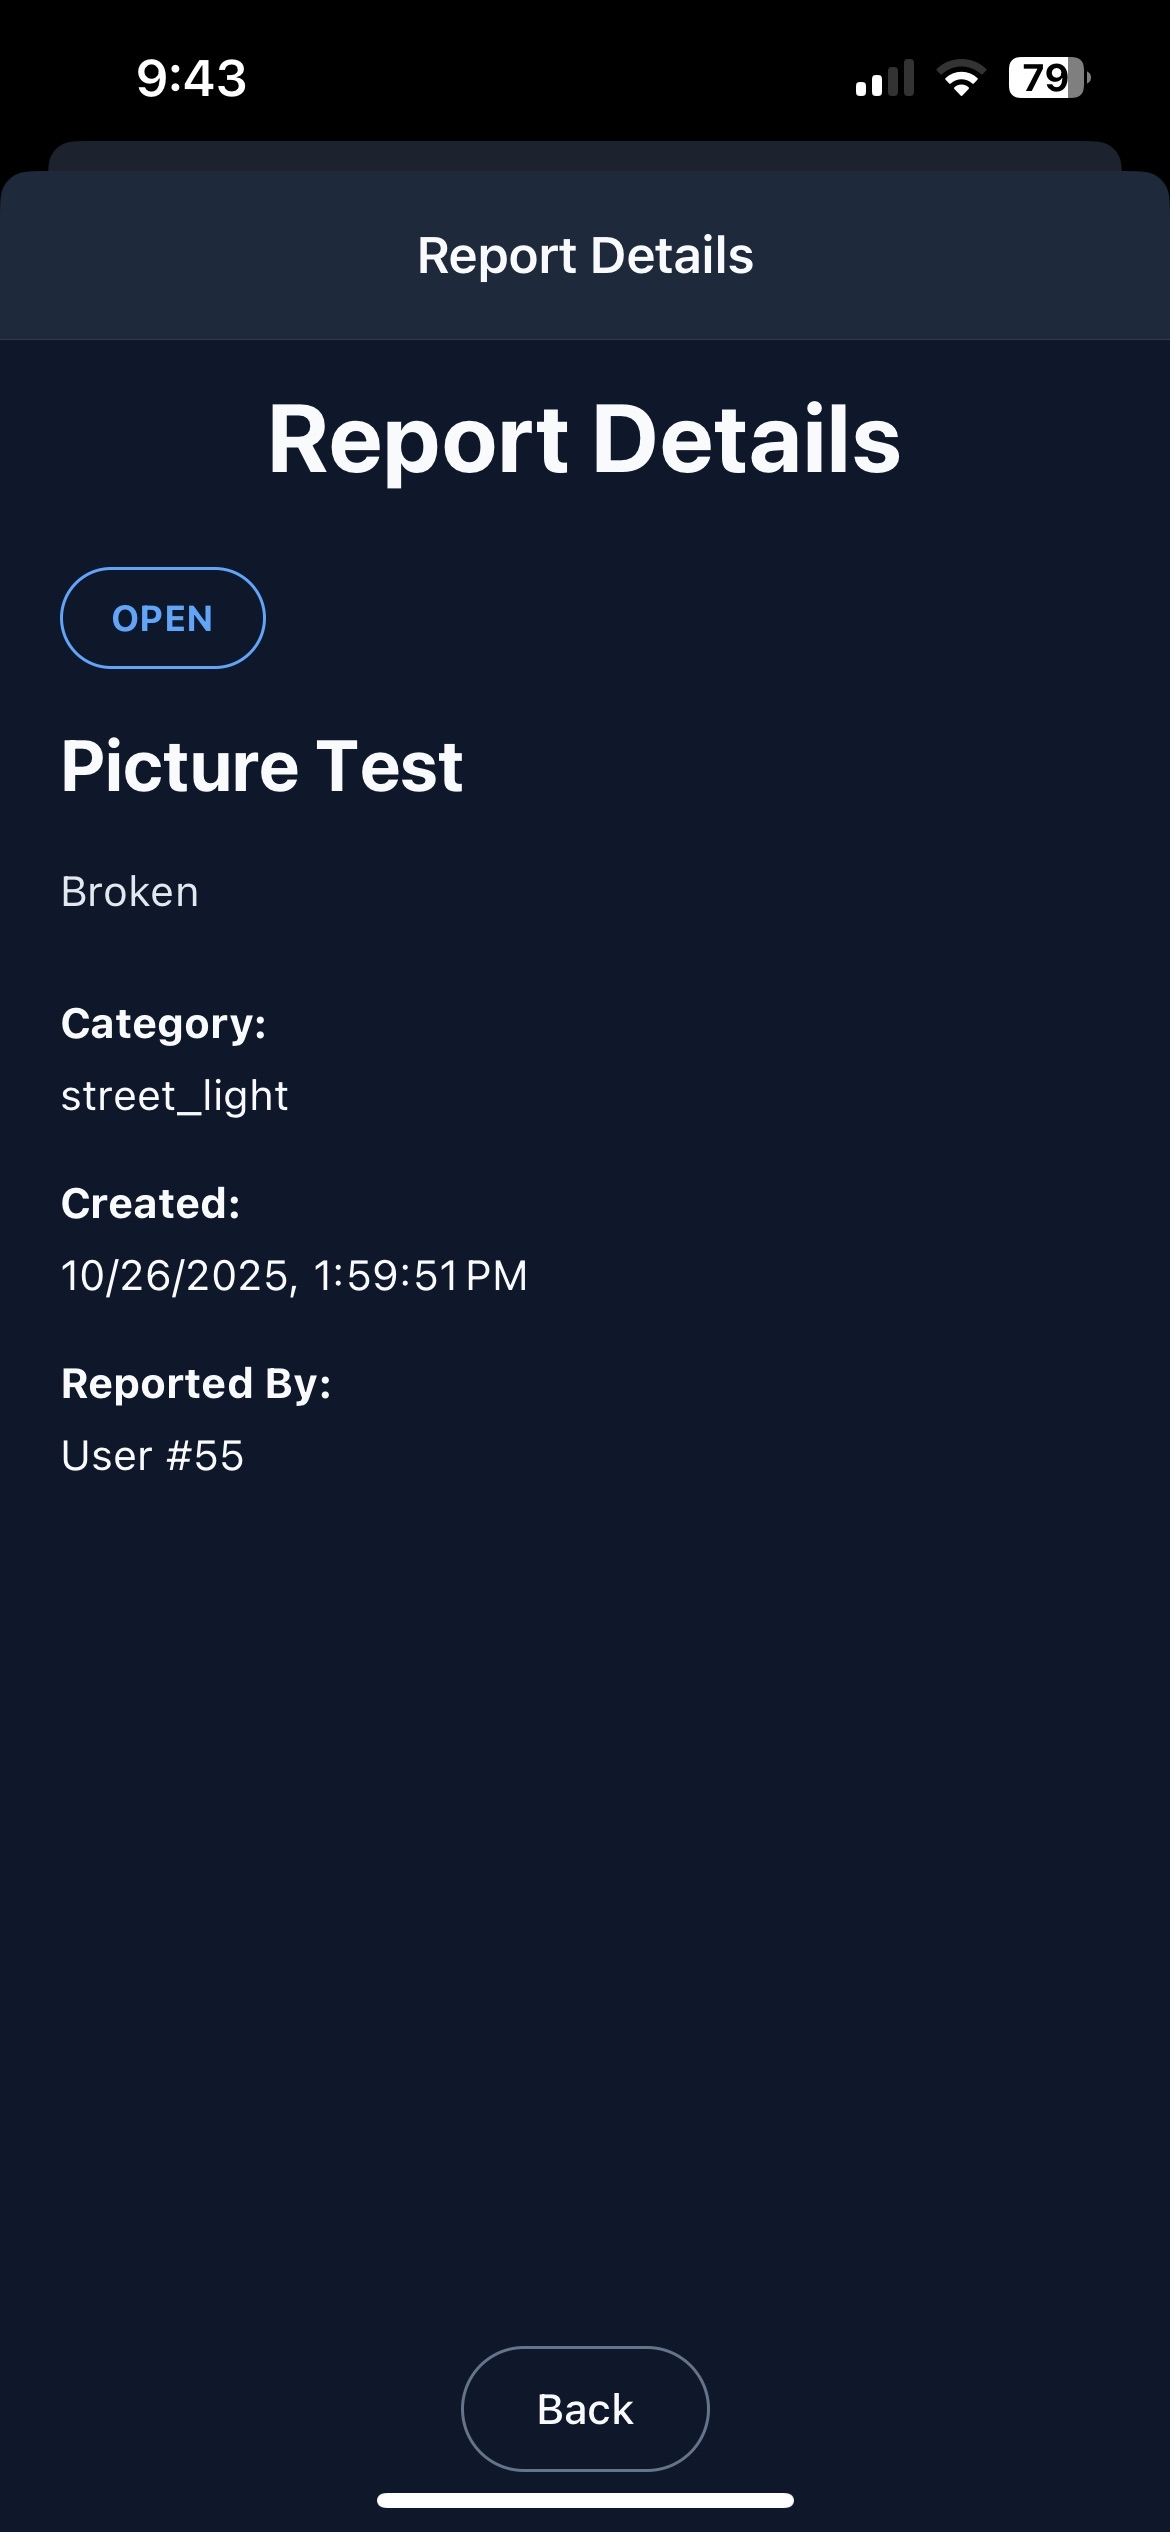 9:43
79
Report Details
Report Details
OPEN
Picture Test
Broken
Category:
street_light
Created:
10/26/2025, 1:59:51 PM
Reported By:
User #55
Back